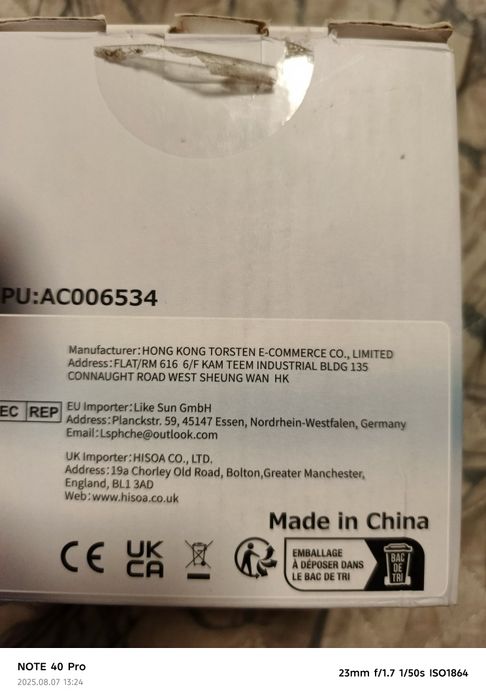 PU:AC006534
Manufacturer:HONG KONG TORSTEN E-COMMERCE CO., LIMITED
Address:FLAT/RM 616 6/F KAM TEEM INDUSTRIAL BLDG 135
CONNAUGHT ROAD WEST SHEUNG WAN HK
EC REP
EU Importer:Like Sun GmbH
Address:Planckstr. 59, 45147 Essen, Nordrhein-Westfalen, Germany
Email:Lsphche@outlook.com
UK Importer:HISOA CO., LTD.
Address:19a Chorley Old Road, Bolton,Greater Manchester,
England, BL1 3AD
Web:www.hisoa.co.uk
Made in China
CE
UK
CA
EMBALLAGE
À DÉPOSER DANS
LE BAC DE TRI
BAC
DE
TRI
NOTE 40 Pro
2025.08.07 13:24
23mm f/1.7 1/50s ISO1864